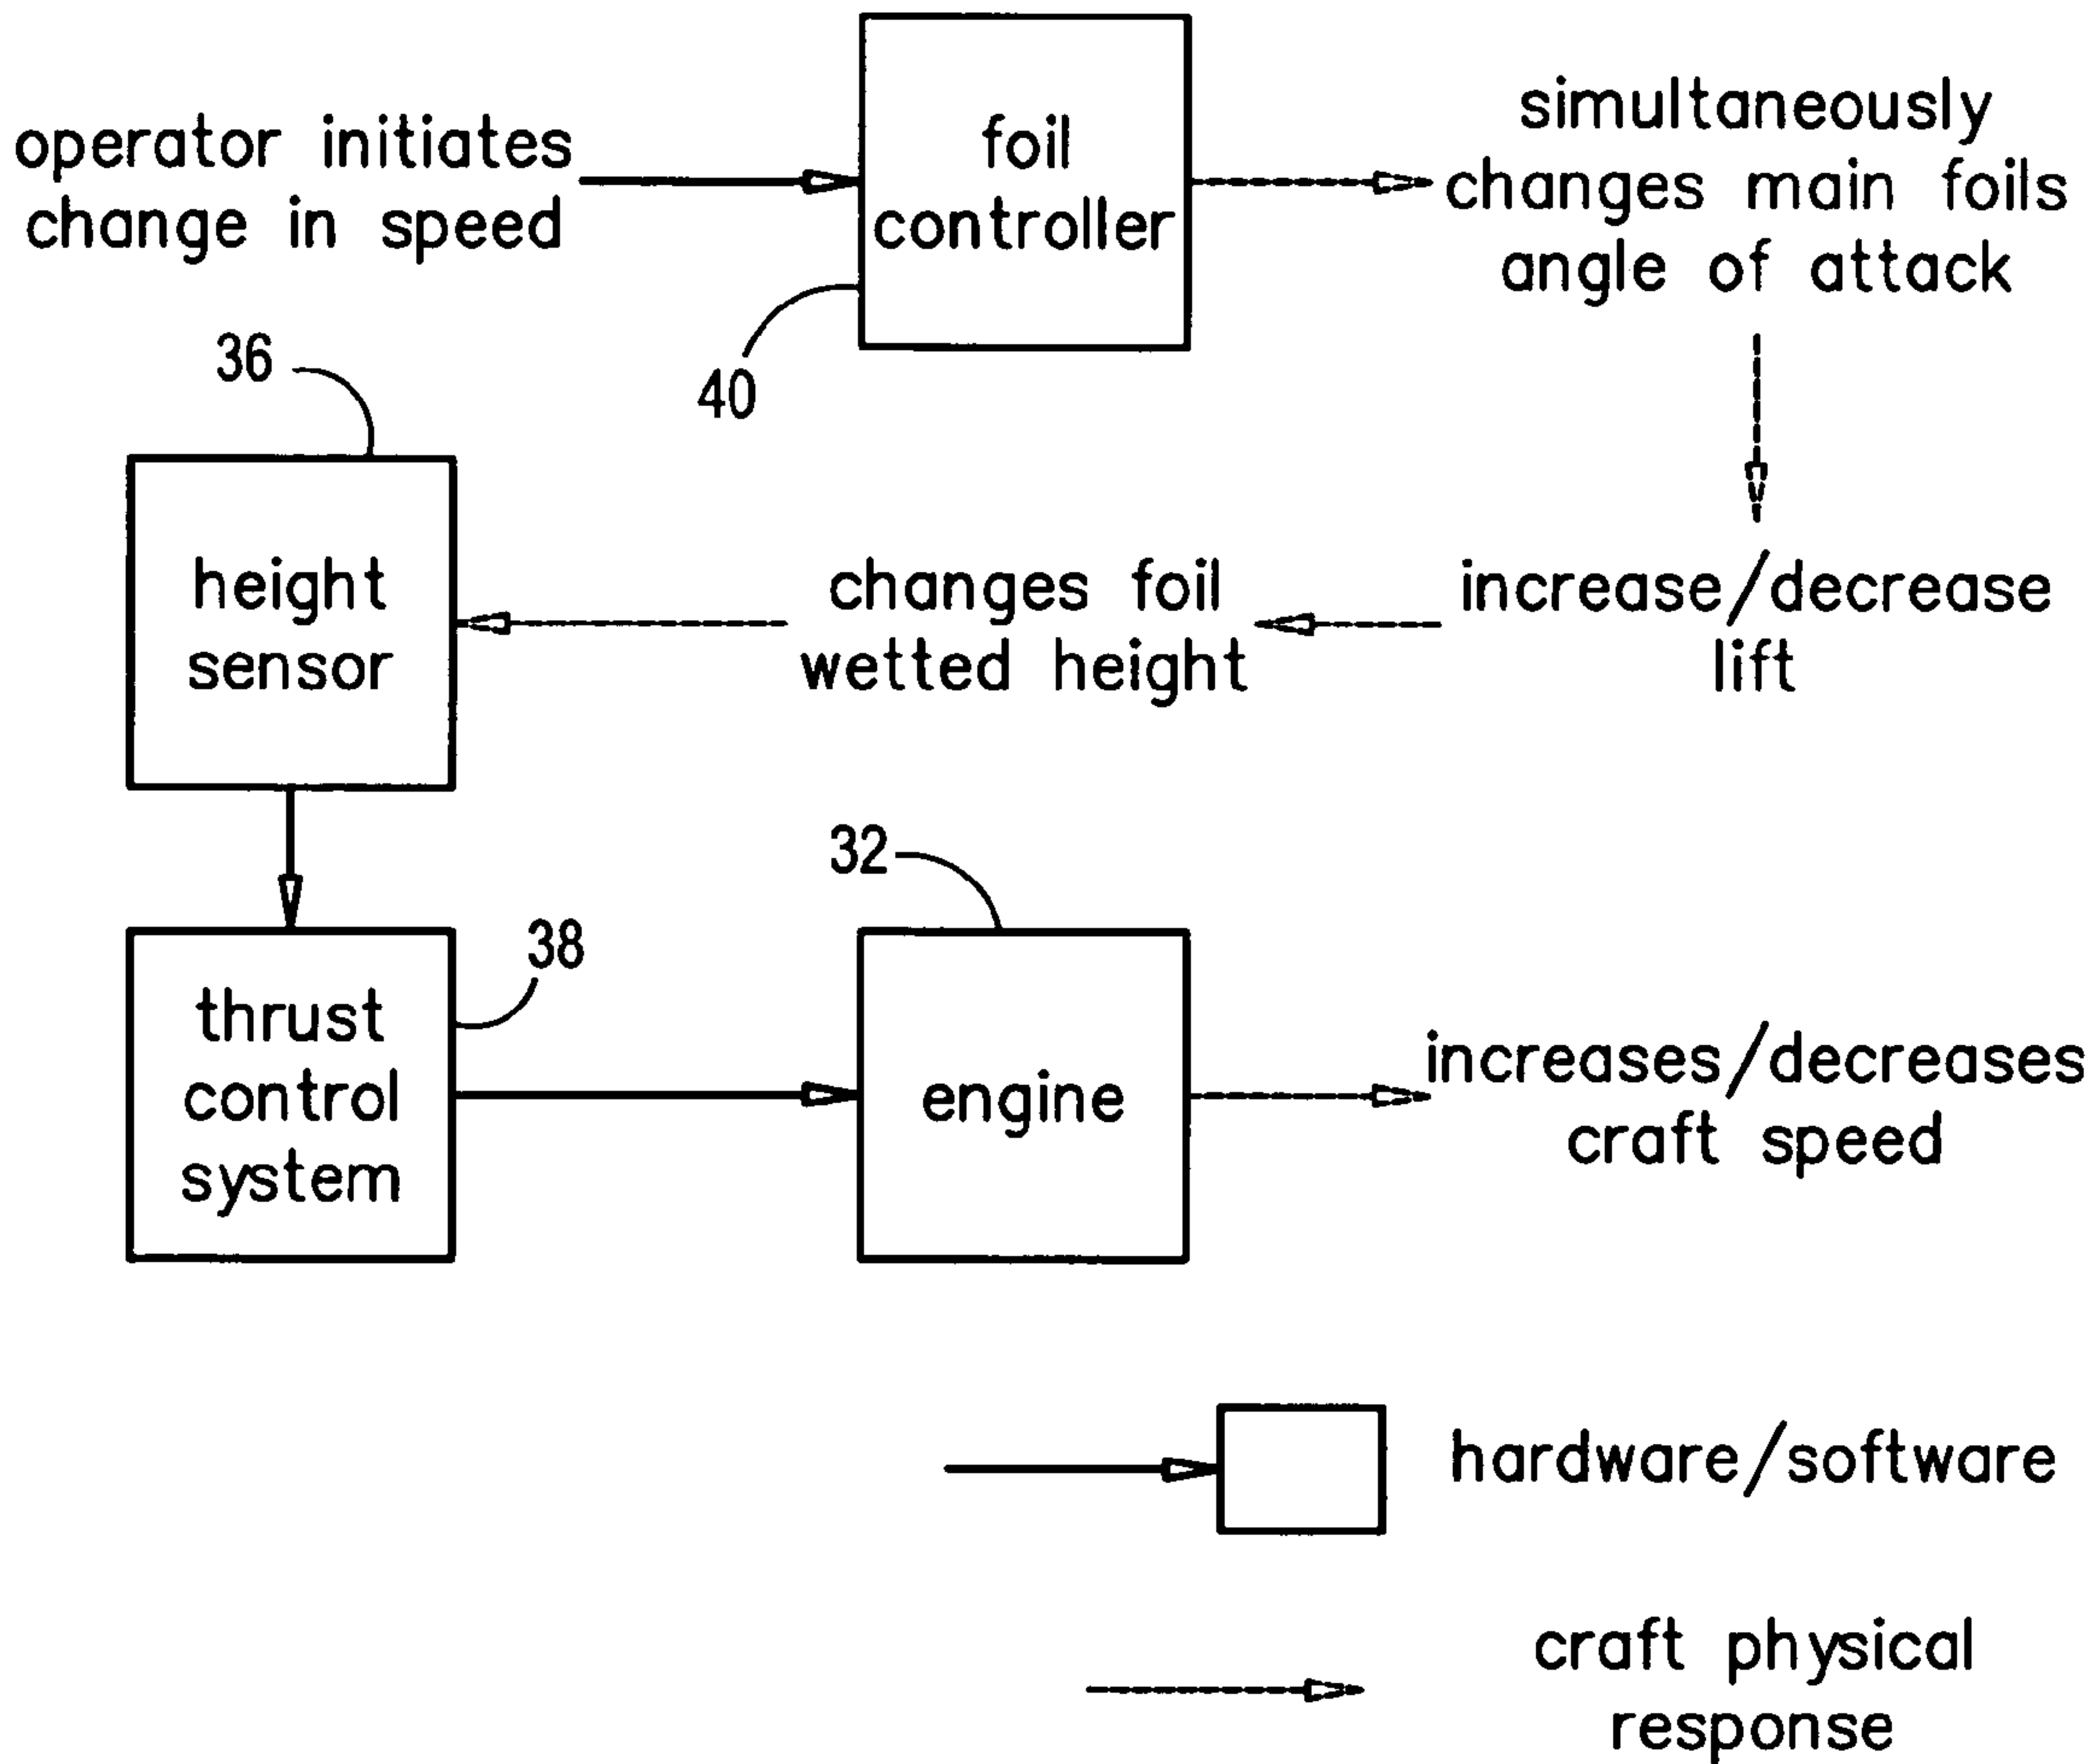 operator initiates
change in speed
foil
controller
40
simultaneously
changes main foils
angle of attack
increase/decrease
lift
changes foil
wetted height
36
height
sensor
thrust
control
system
38
32
engine
increases/decreases
craft speed
hardware/software
craft physical
response